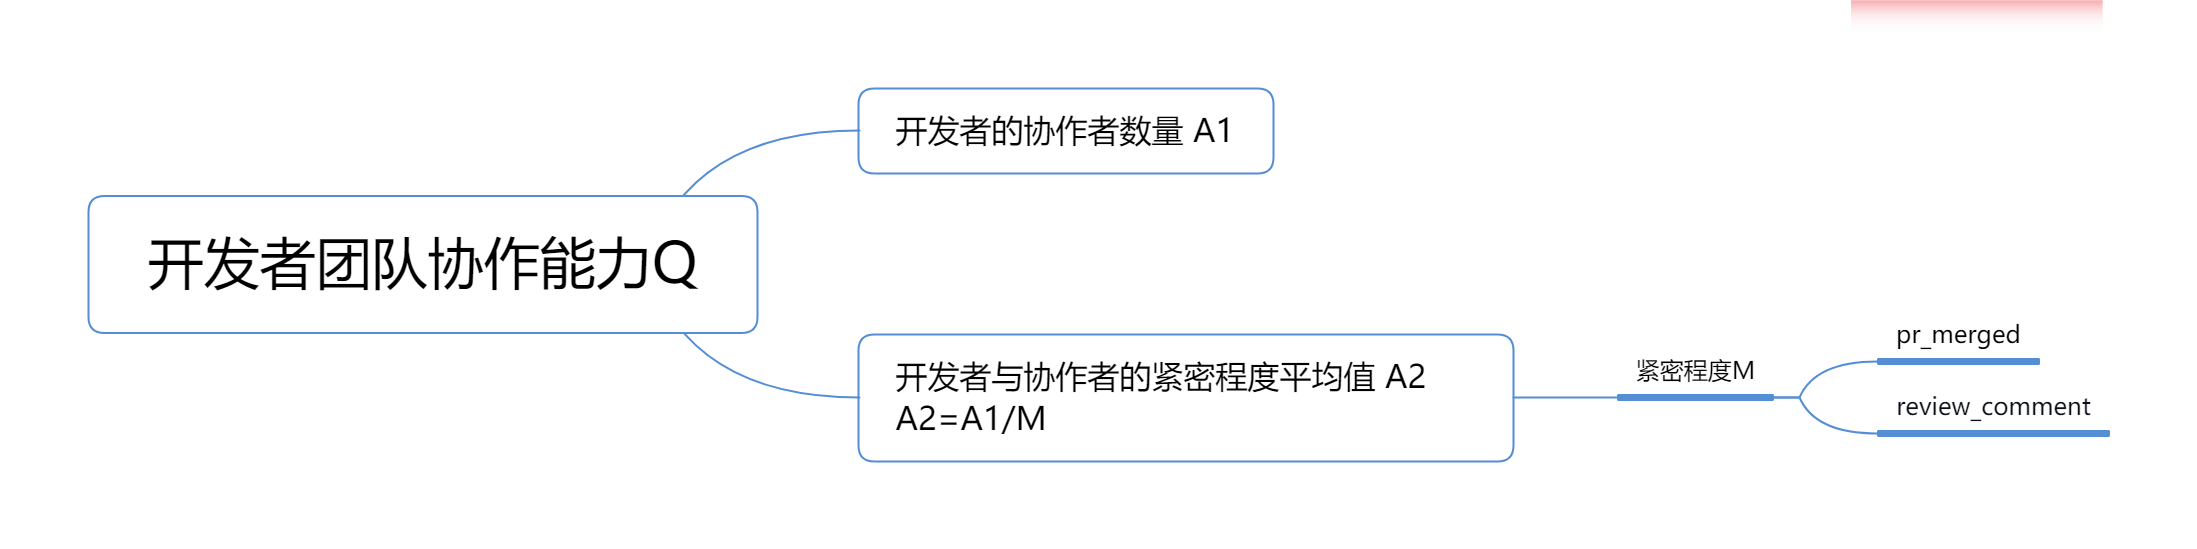 开发者的协作者数量 A1
开发者团队协作能力Q
开发者与协作者的紧密程度平均值 A2
A2=A1/M
紧密程度M
pr_merged
review_comment